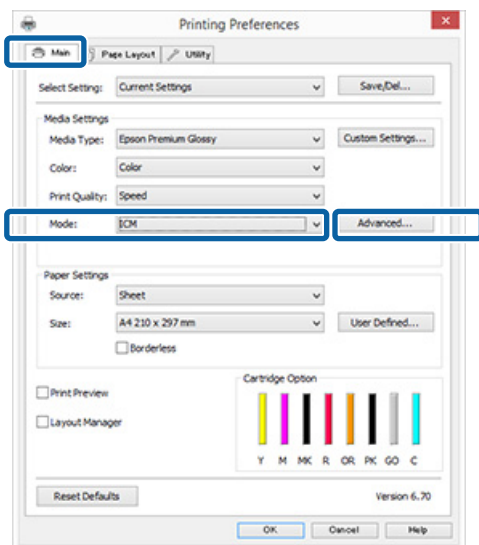 Printing Preferences
Main Page Layout Utility
Select Setting: Current Settings Save/Del...
Media Settings
Media Type: Epson Premium Glossy Custom Settings...
Color: Color
Print Quality: Speed
Mode: ICM Advanced...
Paper Settings
Source: Sheet
Size: A4 210 x 297 mm User Defined...
Borderless
Cartridge Option
Print Preview
Layout Manager
Y M MK R OR PK GO C
Reset Defaults Version 6.70
OK Cancel Help